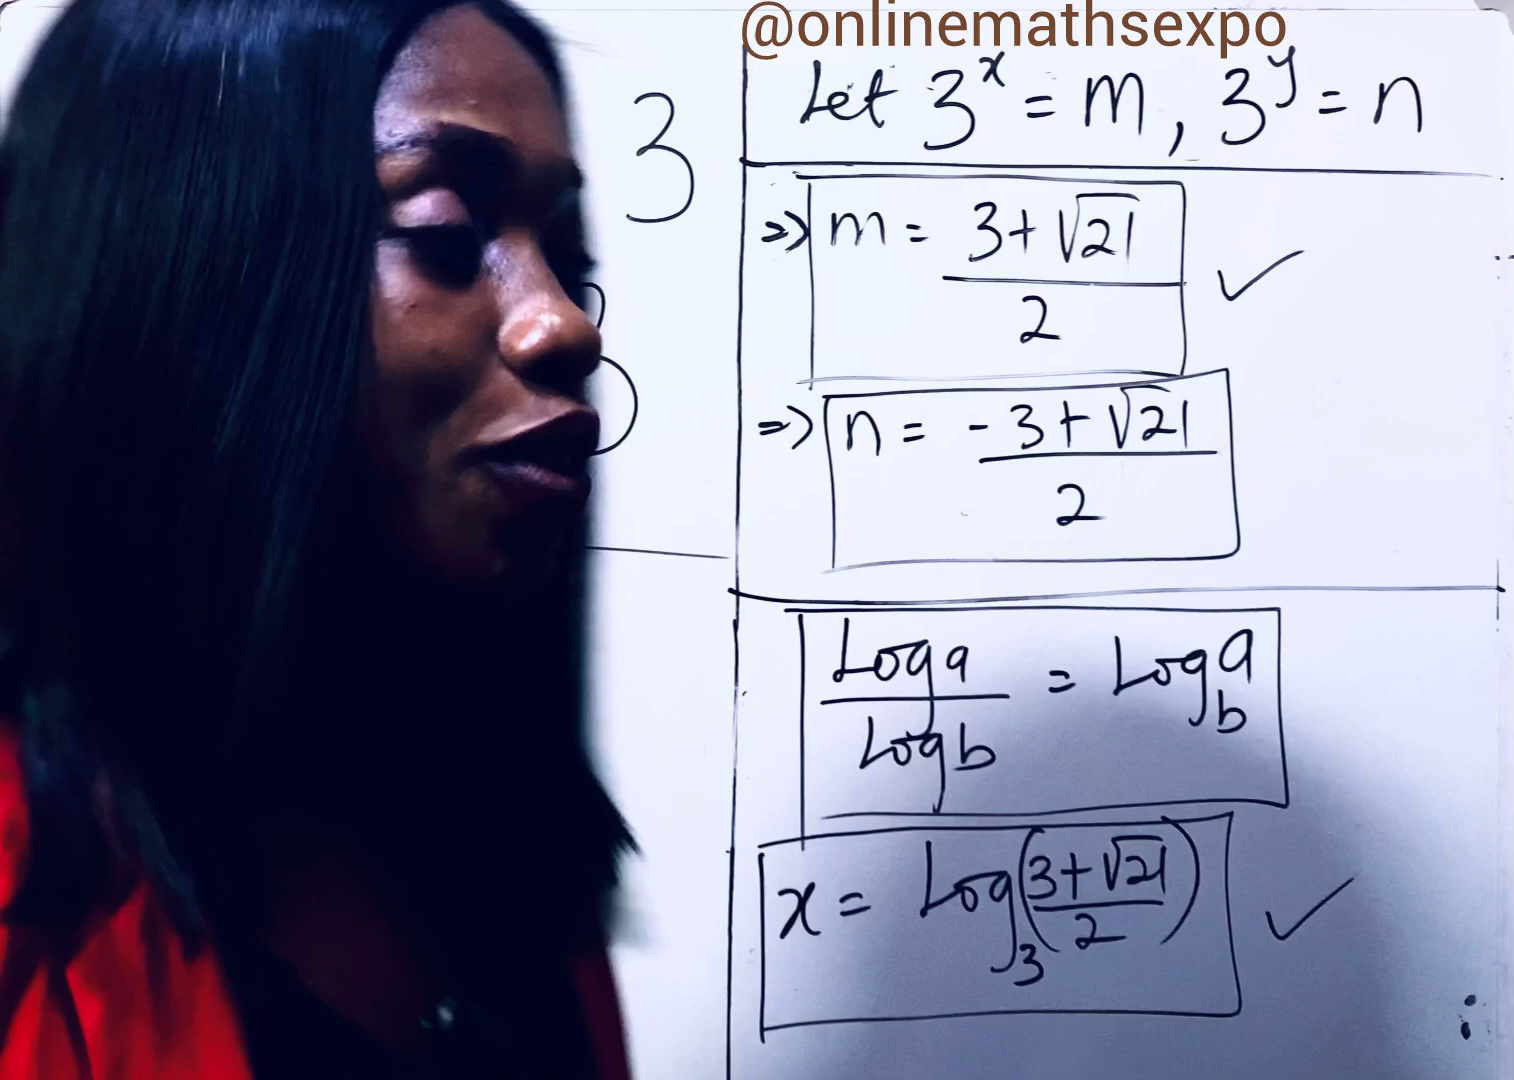 @onlinemathsexpo
3
Let 3^x = m, 3^y = n
=> m = (3 + √21)/2 ✓
=> n = (-3 + √21)/2
Log a / Log b = Log_b a
x = Log_3 ((3 + √21)/2) ✓